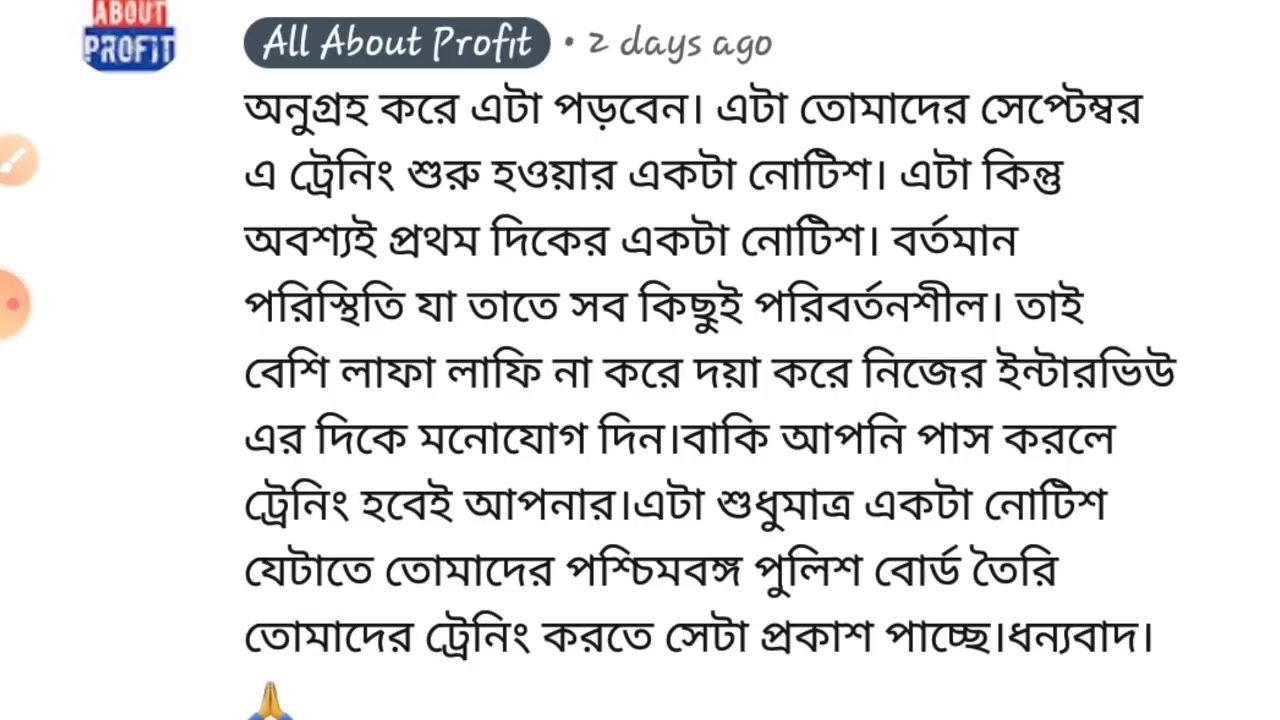 ABOUT
PROFIT
All About Profit • 2 days ago
অনুগ্রহ করে এটা পড়বেন। এটা তোমাদের সেপ্টেম্বর
এ ট্রেনিং শুরু হওয়ার একটা নোটিশ। এটা কিন্তু
অবশ্যই প্রথম দিকের একটা নোটিশ। বর্তমান
পরিস্থিতি যা তাতে সব কিছুই পরিবর্তনশীল। তাই
বেশি লাফা লাফি না করে দয়া করে নিজের ইন্টারভিউ
এর দিকে মনোযোগ দিন।বাকি আপনি পাস করলে
ট্রেনিং হবেই আপনার।এটা শুধুমাত্র একটা নোটিশ
যেটাতে তোমাদের পশ্চিমবঙ্গ পুলিশ বোর্ড তৈরি
তোমাদের ট্রেনিং করতে সেটা প্রকাশ পাচ্ছে।ধন্যবাদ।
🙏